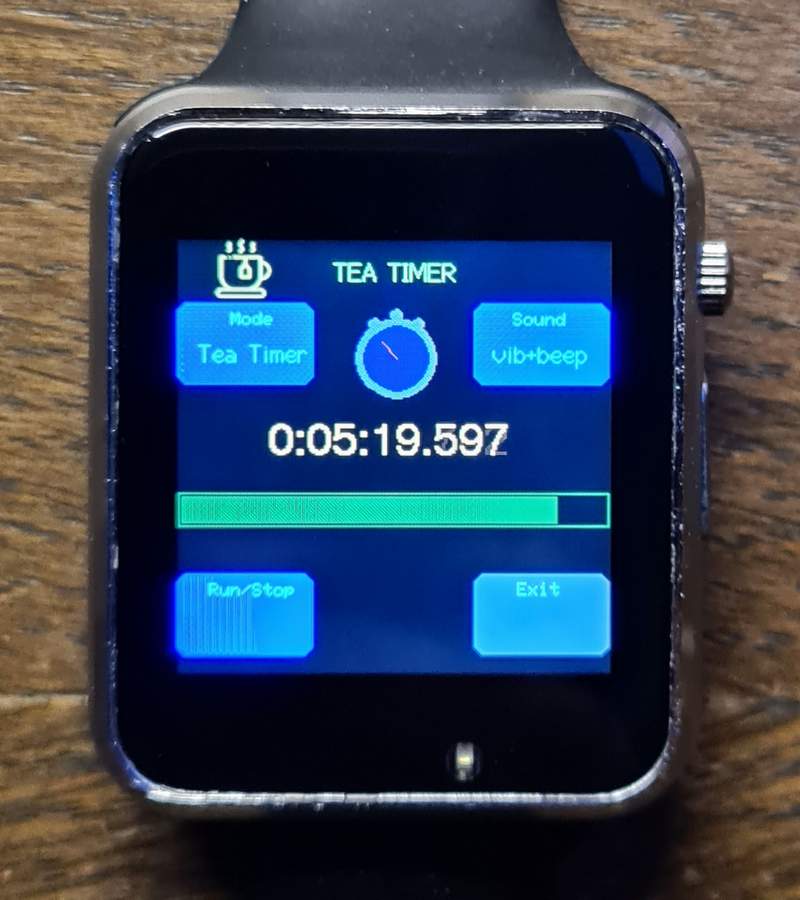 TEA TIMER
Mode
Tea Timer
Sound
vib+beep
0:05:19.597
Run/Stop
Exit